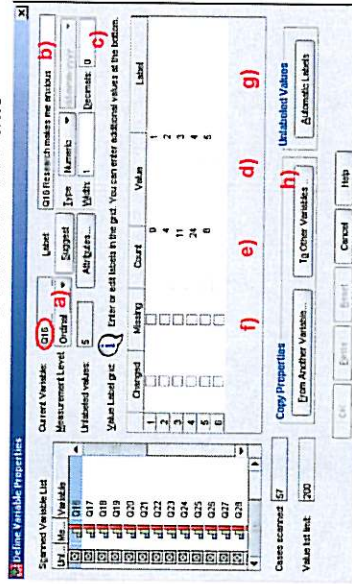 Define Variable Properties
Scanned Variable List
Unl... Me... Variable
Q16
Q17
Q18
Q19
Q20
Q21
Q22
Q23
Q24
Q25
Q26
Q27
Q28
Cases scanned: 57
Value list limit: 200
Current Variable: Q16
Label: Q16 Research makes me anxious b)
Measurement Level: a) Ordinal
Suggest
Type: Numeric
Unlabeled values: 5
Attributes...
Width: 1
Decimals: 0 c)
Value Label grid: Enter or edit labels in the grid. You can enter additional values at the bottom.
Changed Missing Count Value Label
1 0 1
2 4 2
3 11 3
4 24 4
5 8 5
6
f) e) d) g)
Copy Properties
From Another Variable...
To Other Variables... h)
Unlabeled Values
Automatic Labels
OK Paste Reset Cancel Help